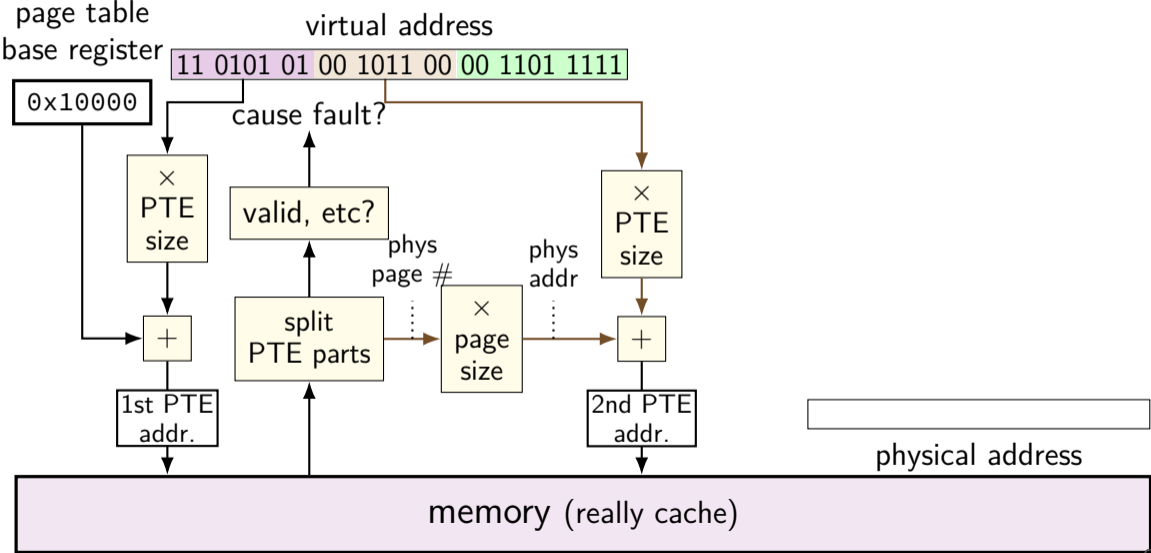 page table
base register
virtual address
11 0101 01 00 1011 00 00 1101 1111
0x10000
cause fault?
×
PTE
size
valid, etc?
×
PTE
size
phys
page #
phys
addr
split
PTE parts
×
page
size
+
+
1st PTE
addr.
2nd PTE
addr.
physical address
memory (really cache)